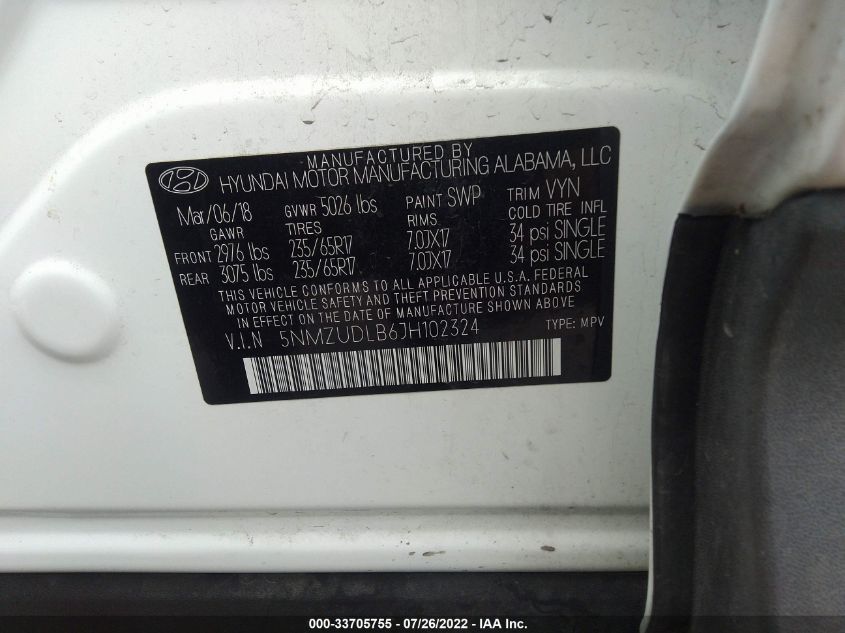 MANUFACTURED BY
HYUNDAI MOTOR MANUFACTURING ALABAMA, LLC
Mar/06/18 GVWR 5026 lbs PAINT SWP TRIM VYN
GAWR TIRES RIMS COLD TIRE INFL
FRONT 2976 lbs 235/65R17 7.0JX17 34 psi SINGLE
REAR 3075 lbs 235/65R17 7.0JX17 34 psi SINGLE
THIS VEHICLE CONFORMS TO ALL APPLICABLE U.S.A. FEDERAL
MOTOR VEHICLE SAFETY AND THEFT PREVENTION STANDARDS
IN EFFECT ON THE DATE OF MANUFACTURE SHOWN ABOVE
V.I.N 5NMZUDLB6JH102324 TYPE: MPV
000-33705755 - 07/26/2022 - IAA Inc.